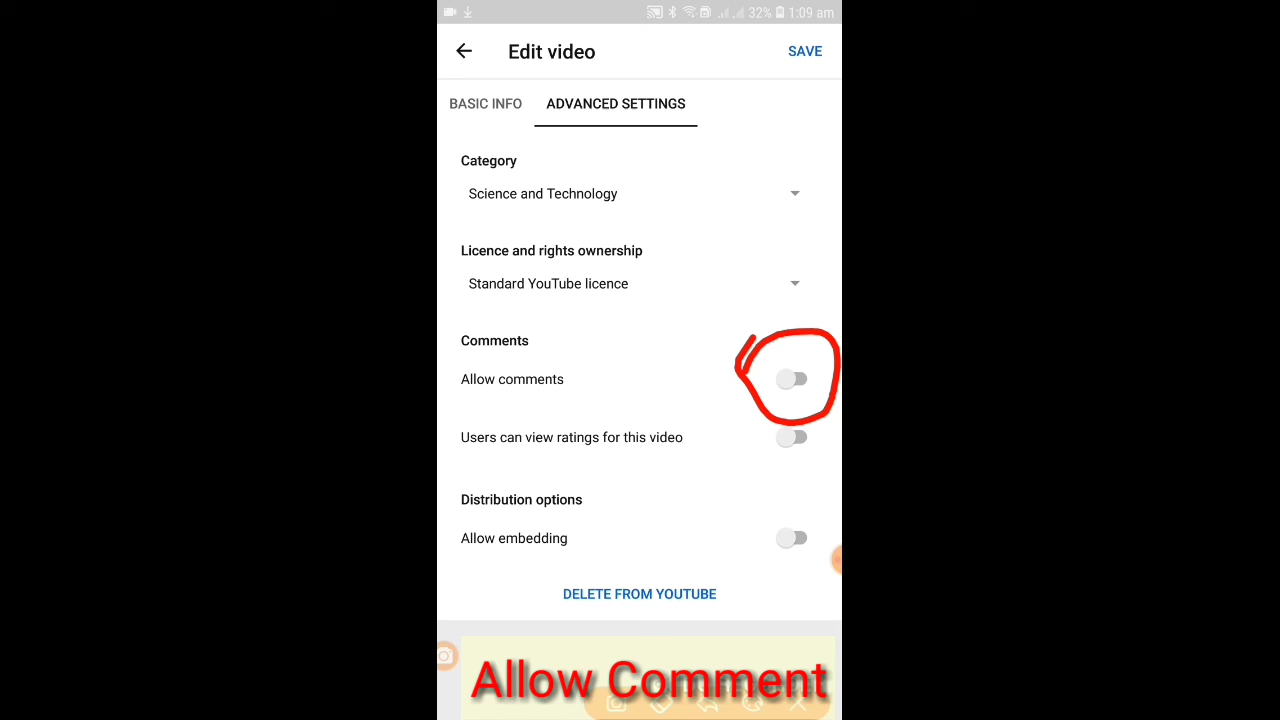 32% 1:09 am
Edit video SAVE
BASIC INFO ADVANCED SETTINGS
Category
Science and Technology
Licence and rights ownership
Standard YouTube licence
Comments
Allow comments
Users can view ratings for this video
Distribution options
Allow embedding
DELETE FROM YOUTUBE
Allow Comment